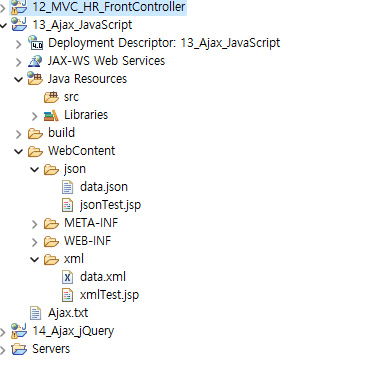 12_MVC_HR_FrontController
13_Ajax_JavaScript
Deployment Descriptor: 13_Ajax_JavaScript
JAX-WS Web Services
Java Resources
src
Libraries
build
WebContent
json
data.json
jsonTest.jsp
META-INF
WEB-INF
xml
data.xml
xmlTest.jsp
Ajax.txt
14_Ajax_jQuery
Servers